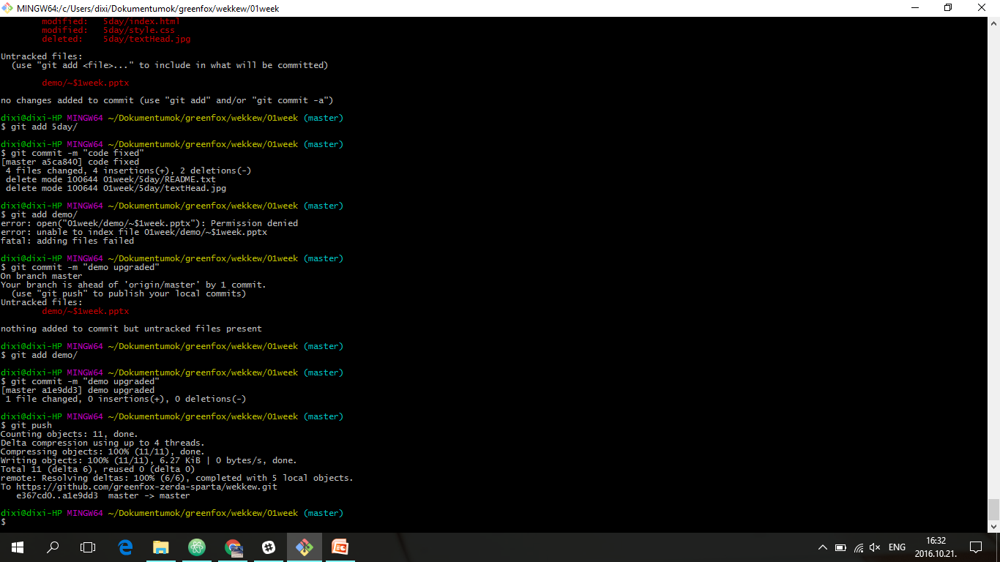 MINGW64:/c/Users/dixi/Dokumentumok/greenfox/wekkew/01week
modified:   5day/index.html
modified:   5day/style.css
deleted:    5day/textHead.jpg
Untracked files:
(use "git add <file>..." to include in what will be committed)
demo/~$1week.pptx
no changes added to commit (use "git add" and/or "git commit -a")
dixi@dixi-HP MINGW64 ~/Dokumentumok/greenfox/wekkew/01week (master)
$ git add 5day/
dixi@dixi-HP MINGW64 ~/Dokumentumok/greenfox/wekkew/01week (master)
$ git commit -m "code fixed"
[master a5ca840] code fixed
4 files changed, 4 insertions(+), 2 deletions(-)
delete mode 100644 01week/5day/README.txt
delete mode 100644 01week/5day/textHead.jpg
dixi@dixi-HP MINGW64 ~/Dokumentumok/greenfox/wekkew/01week (master)
$ git add demo/
error: open("01week/demo/~$1week.pptx"): Permission denied
error: unable to index file 01week/demo/~$1week.pptx
fatal: adding files failed
dixi@dixi-HP MINGW64 ~/Dokumentumok/greenfox/wekkew/01week (master)
$ git commit -m "demo upgraded"
On branch master
Your branch is ahead of 'origin/master' by 1 commit.
(use "git push" to publish your local commits)
Untracked files:
demo/~$1week.pptx
nothing added to commit but untracked files present
dixi@dixi-HP MINGW64 ~/Dokumentumok/greenfox/wekkew/01week (master)
$ git add demo/
dixi@dixi-HP MINGW64 ~/Dokumentumok/greenfox/wekkew/01week (master)
$ git commit -m "demo upgraded"
[master a1e9dd3] demo upgraded
1 file changed, 0 insertions(+), 0 deletions(-)
dixi@dixi-HP MINGW64 ~/Dokumentumok/greenfox/wekkew/01week (master)
$ git push
Counting objects: 11, done.
Delta compression using up to 4 threads.
Compressing objects: 100% (11/11), done.
Writing objects: 100% (11/11), 6.27 KiB | 0 bytes/s, done.
Total 11 (delta 6), reused 0 (delta 0)
remote: Resolving deltas: 100% (6/6), completed with 5 local objects.
To https://github.com/greenfox-zerda-sparta/wekkew.git
e367cd0..a1e9dd3  master -> master
dixi@dixi-HP MINGW64 ~/Dokumentumok/greenfox/wekkew/01week (master)
$
ENG
16:32
2016.10.21.